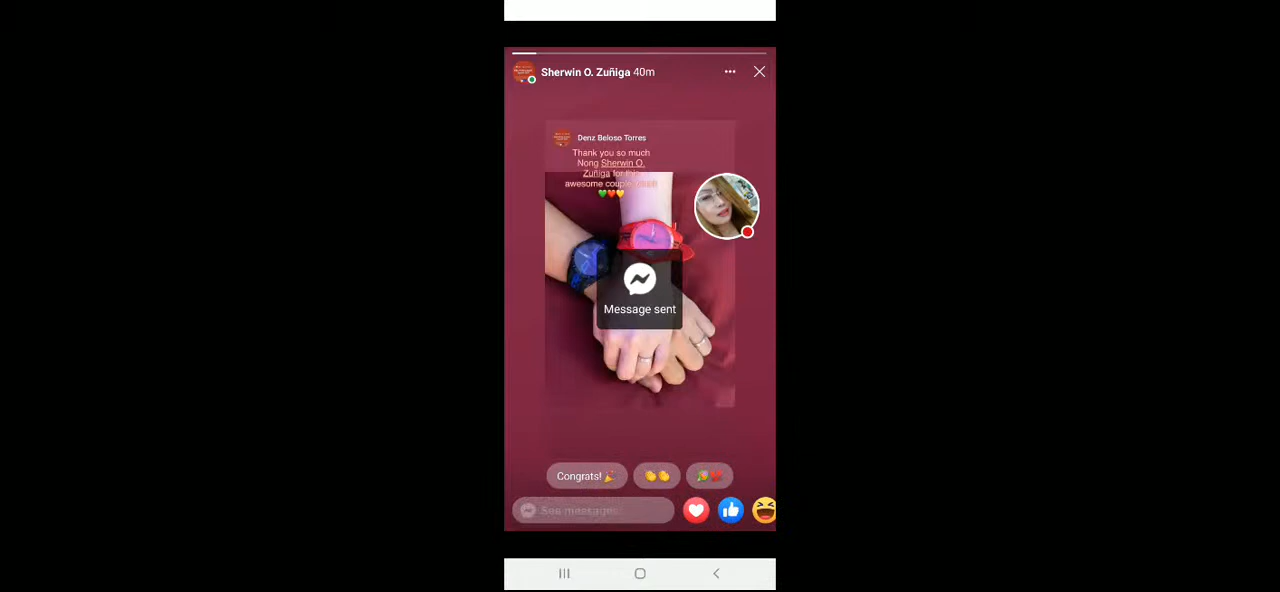 Sherwin O. Zuñiga 40m
Denz Beloso Torres
Thank you so much
Nong Sherwin O.
Zuñiga for this
awesome couple
Message sent
Congrats!
See messages